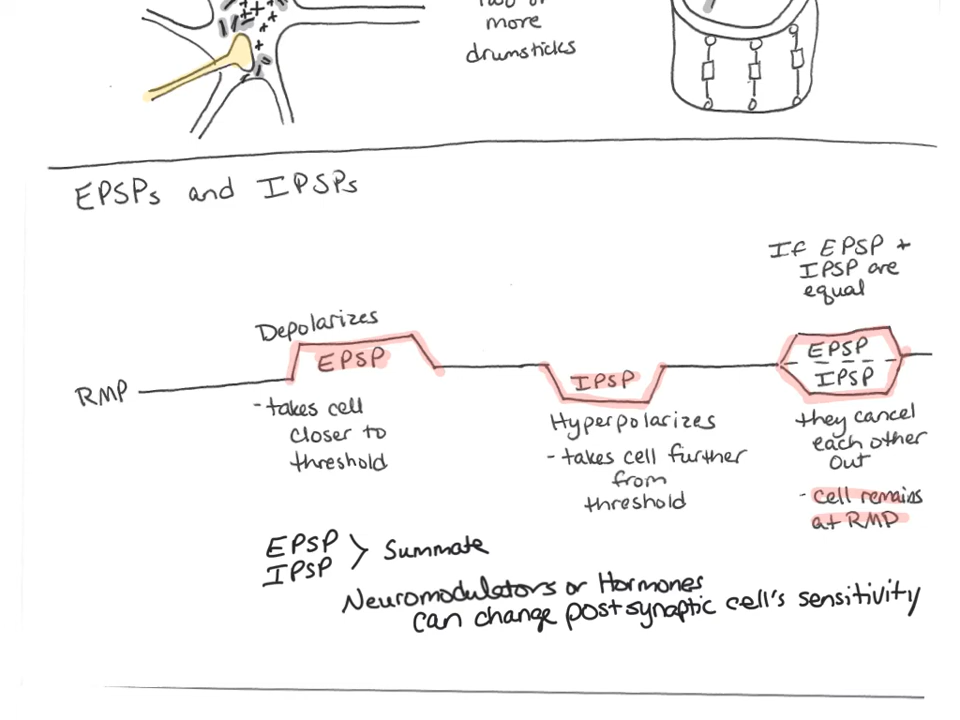 more
drumsticks
EPSPs and IPSPs
If EPSP +
IPSP are
equal
Depolarizes
EPSP
EPSP
IPSP
IPSP
RMP
- takes cell
closer to
threshold
Hyperpolarizes
- takes cell further
from
threshold
they cancel
each other
out
- cell remains
at RMP
EPSP
IPSP > Summate
Neuromodulators or Hormones
can change postsynaptic cell's sensitivity